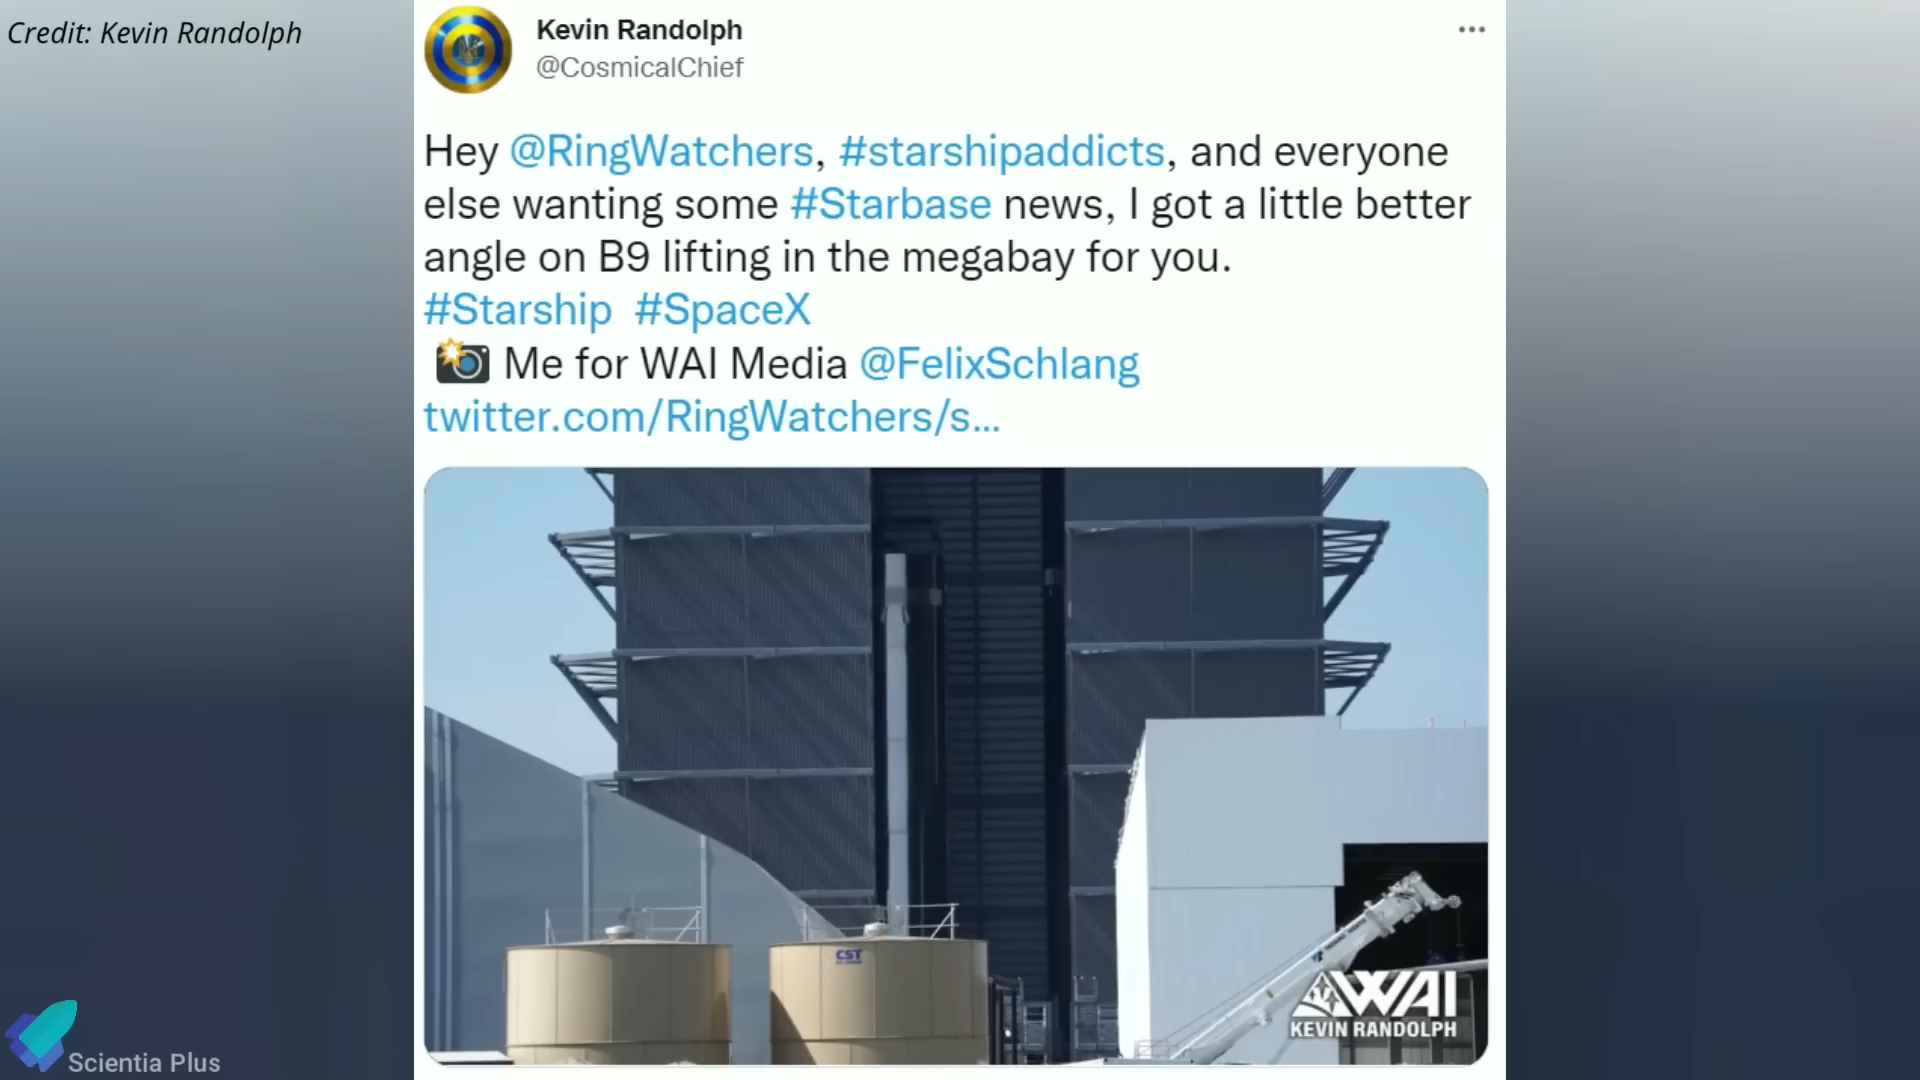 Credit: Kevin Randolph
Kevin Randolph
@CosmicalChief
Hey @RingWatchers, #starshipaddicts, and everyone
else wanting some #Starbase news, I got a little better
angle on B9 lifting in the megabay for you.
#Starship #SpaceX
Me for WAI Media @FelixSchlang
twitter.com/RingWatchers/s...
CST
WAI
KEVIN RANDOLPH
Scientia Plus